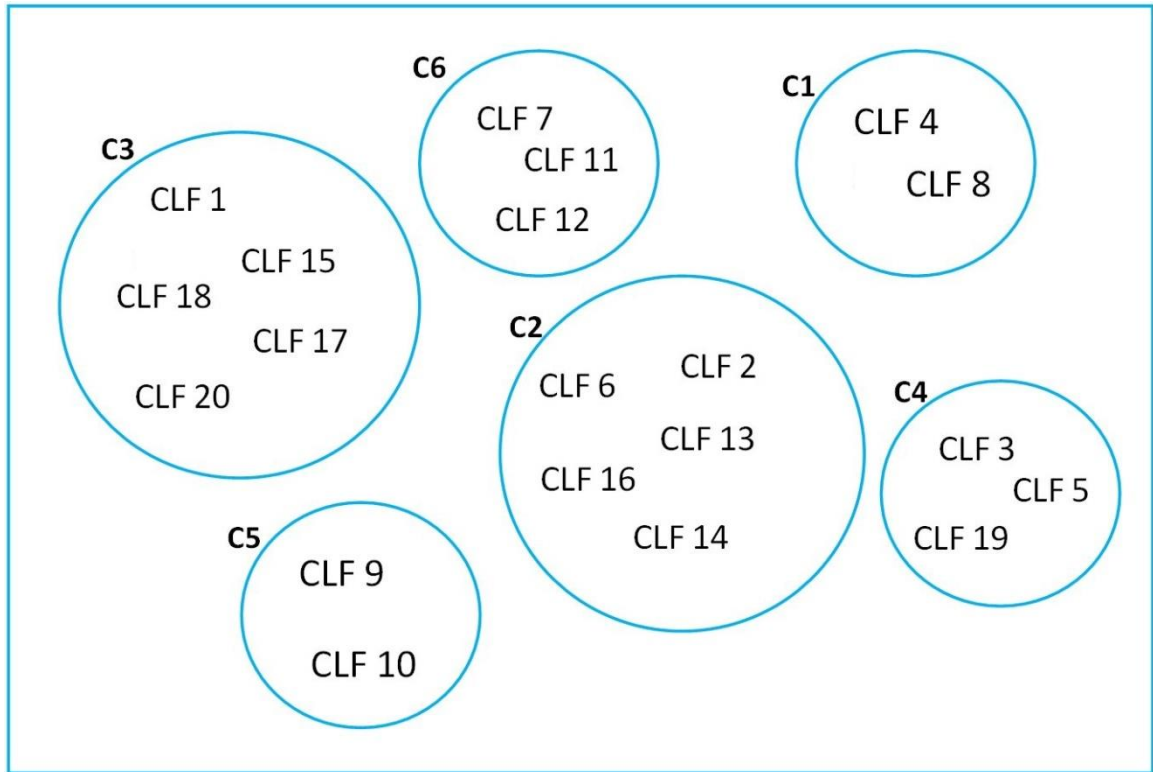 C6
CLF 7
CLF 11
CLF 12
C1
CLF 4
CLF 8
C3
CLF 1
CLF 15
CLF 18
CLF 17
CLF 20
C2
CLF 2
CLF 6
CLF 13
CLF 16
CLF 14
C4
CLF 3
CLF 5
CLF 19
C5
CLF 9
CLF 10